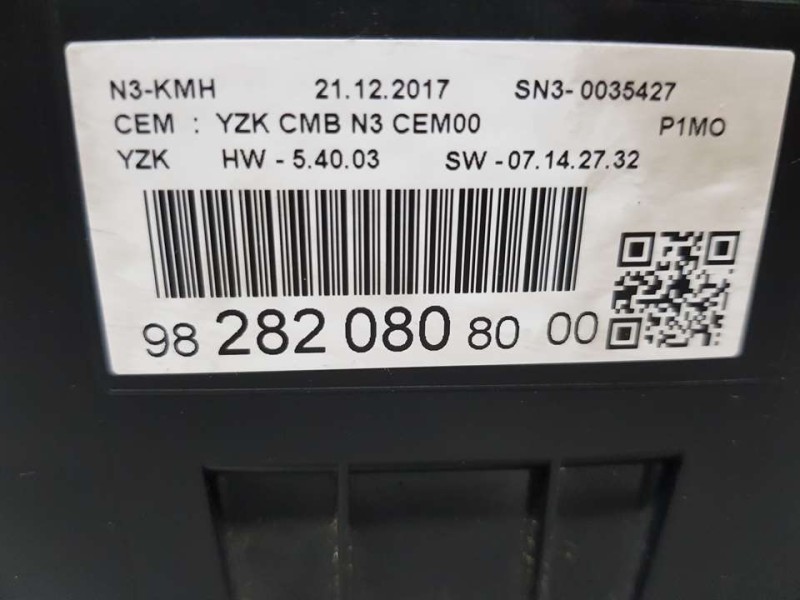 N3-KMH 21.12.2017 SN3- 0035427
CEM : YZK CMB N3 CEM00 P1MO
YZK HW - 5.40.03 SW - 07.14.27.32
98 282 080 80 00